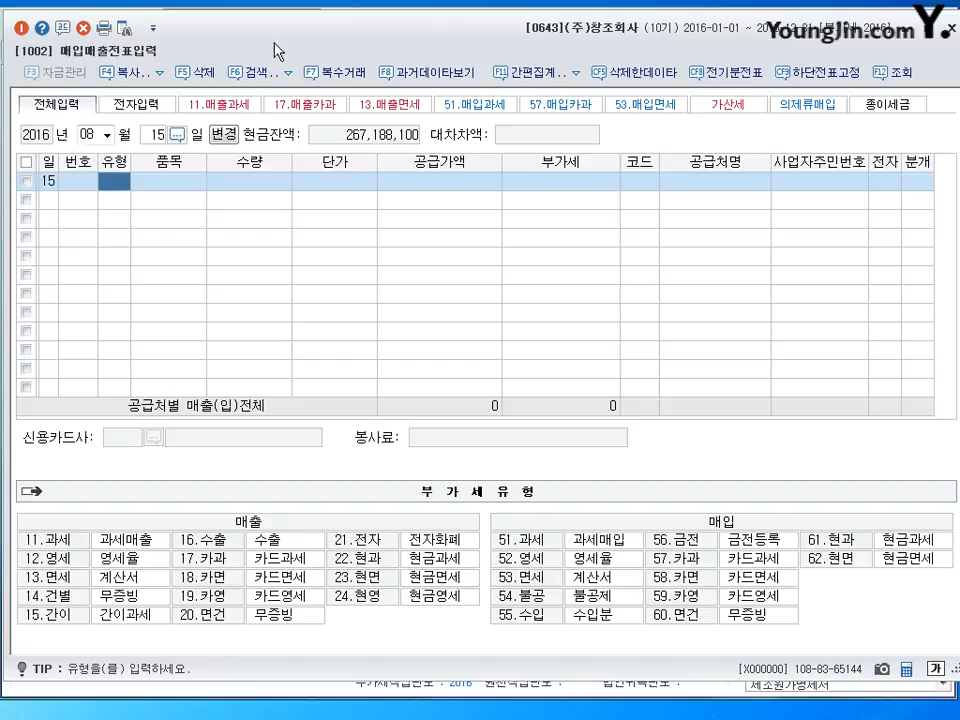 [0643](주)창조회사 (10기) 2016-01-01 ~
YoungJin.com Y.
[1002] 매입매출전표입력
F3 자금관리 F4 복사.. F5 삭제 F6 검색.. F7 복수거래 F8 과거데이타보기 F11 간편집계.. CF5 삭제한데이타 CF8 전기분전표 CF9 하단전표고정 F12 조회
전체입력 전자입력 11.매출과세 17.매출카과 13.매출면세 51.매입과세 57.매입카과 53.매입면세 가산세 의제류매입 종이세금
2016 년 08 월 15 일 변경 현금잔액: 267,188,100 대차차액:
일 번호 유형 품목 수량 단가 공급가액 부가세 코드 공급처명 사업자주민번호 전자 분개
15
공급처별 매출(입)전체 0 0
신용카드사: 봉사료:
부 가 세 유 형
매출 매입
11.과세 과세매출 16.수출 수출 21.전자 전자화폐 51.과세 과세매입 56.금전 금전등록 61.현과 현금과세
12.영세 영세율 17.카과 카드과세 22.현과 현금과세 52.영세 영세율 57.카과 카드과세 62.현면 현금면세
13.면세 계산서 18.카면 카드면세 23.현면 현금면세 53.면세 계산서 58.카면 카드면세
14.건별 무증빙 19.카영 카드영세 24.현영 현금영세 54.불공 불공제 59.카영 카드영세
15.간이 간이과세 20.면건 무증빙 55.수입 수입분 60.면건 무증빙
TIP : 유형을(를) 입력하세요. [X000000] 108-83-65144 가
2016 제조원가명세서